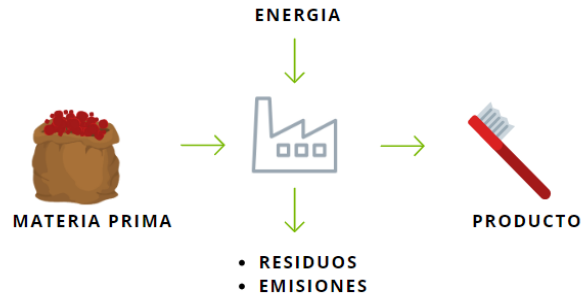 ENERGIA
MATERIA PRIMA
PRODUCTO
• RESIDUOS
• EMISIONES